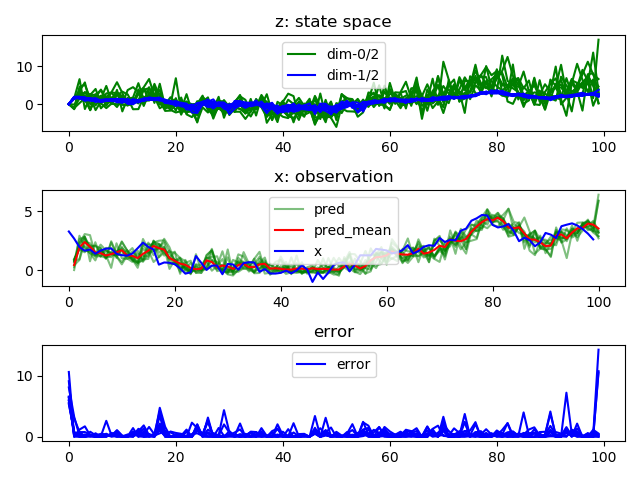 z: state space
10
0
dim-0/2
dim-1/2
0 20 40 60 80 100
x: observation
5
0
pred
pred_mean
x
0 20 40 60 80 100
error
10
0
error
0 20 40 60 80 100